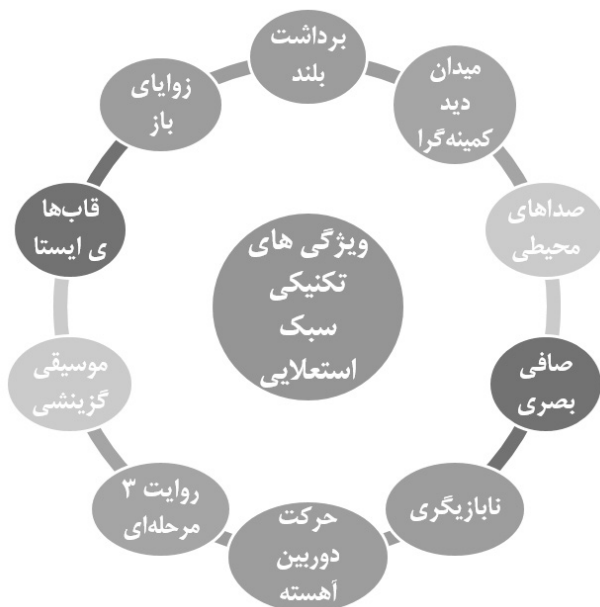 برداشت
بلند
میدان
دید
کمینه‌گرا
صداهای
محیطی
صافی
بصری
نابازیگری
حرکت
دوربین
آهسته
روایت ۳
مرحله‌ای
موسیقی
گزینشی
قاب‌ها
ی ایستا
زوایای
باز
ویژگی های
تکنیکی
سبک
استعلایی